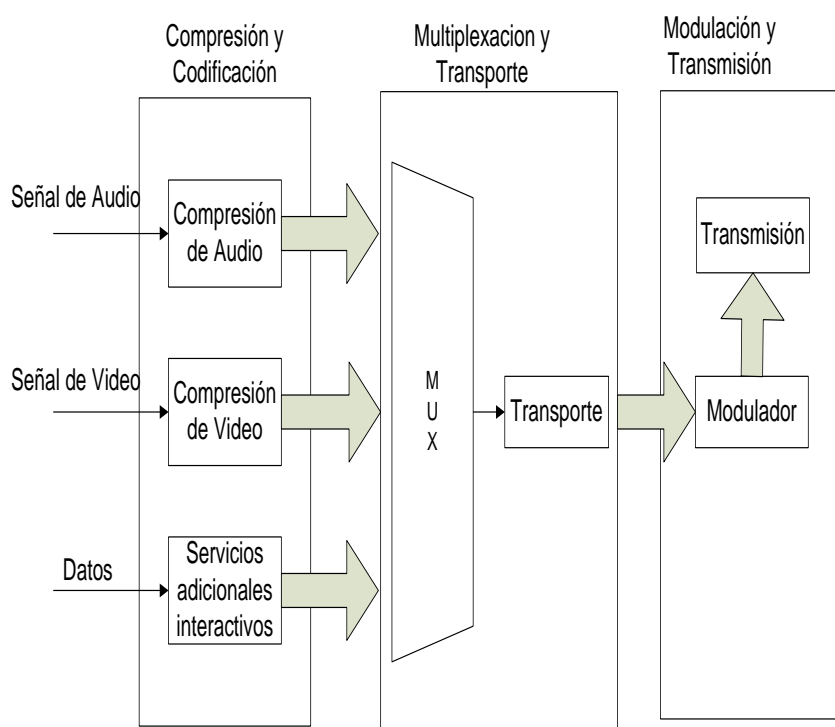 Compresión y
Codificación
Multiplexacion y
Transporte
Modulación y
Transmisión
Señal de Audio
Compresión
de Audio
Transmisión
Señal de Video
Compresión
de Video
M
U
X
Transporte
Modulador
Datos
Servicios
adicionales
interactivos